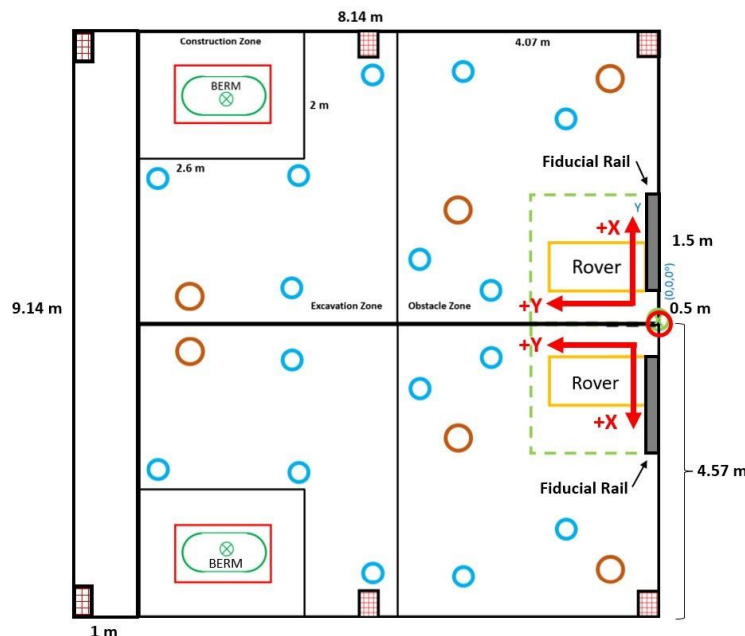 8.14 m
Construction Zone
4.07 m
BERM
2 m
2.6 m
Fiducial Rail
Y
+X
1.5 m
Rover
(0,0,0°)
9.14 m
Excavation Zone
Obstacle Zone
+Y
0.5 m
+Y
Rover
+X
4.57 m
Fiducial Rail
BERM
1 m